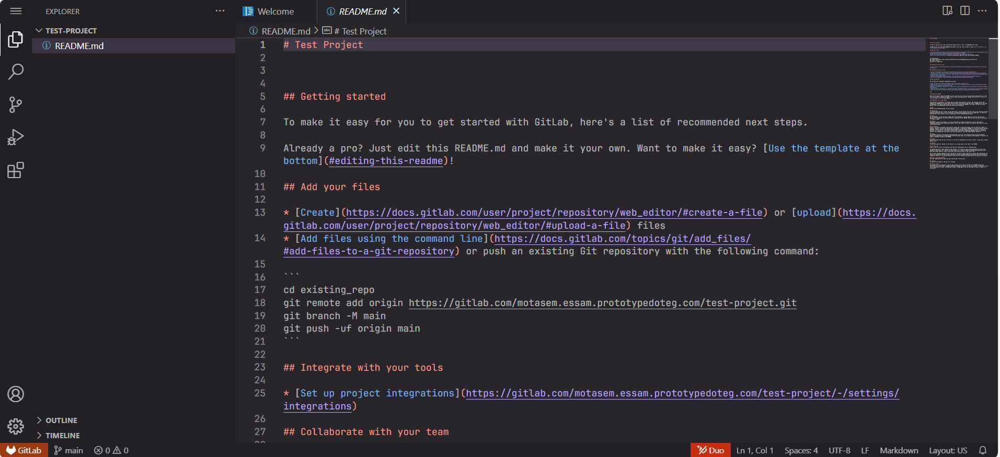 EXPLORER
Welcome
README.md
TEST-PROJECT
README.md
README.md > # Test Project
1 # Test Project
2
3
4
5 ## Getting started
6
7 To make it easy for you to get started with GitLab, here's a list of recommended next steps.
8
9 Already a pro? Just edit this README.md and make it your own. Want to make it easy? [Use the template at the
bottom](#editing-this-readme)!
10
11 ## Add your files
12
13 * [Create](https://docs.gitlab.com/user/project/repository/web_editor/#create-a-file) or [upload](https://docs.
gitlab.com/user/project/repository/web_editor/#upload-a-file) files
14 * [Add files using the command line](https://docs.gitlab.com/topics/git/add_files/
#add-files-to-a-git-repository) or push an existing Git repository with the following command:
15
16 ```
17 cd existing_repo
18 git remote add origin https://gitlab.com/motasem.essam.prototypedoteg.com/test-project.git
19 git branch -M main
20 git push -uf origin main
21 ```
22
23 ## Integrate with your tools
24
25 * [Set up project integrations](https://gitlab.com/motasem.essam.prototypedoteg.com/test-project/-/settings/
integrations)
26
27 ## Collaborate with your team
OUTLINE
TIMELINE
GitLab main 0 0 Duo Ln 1, Col 1 Spaces: 4 UTF-8 LF Markdown Layout: US